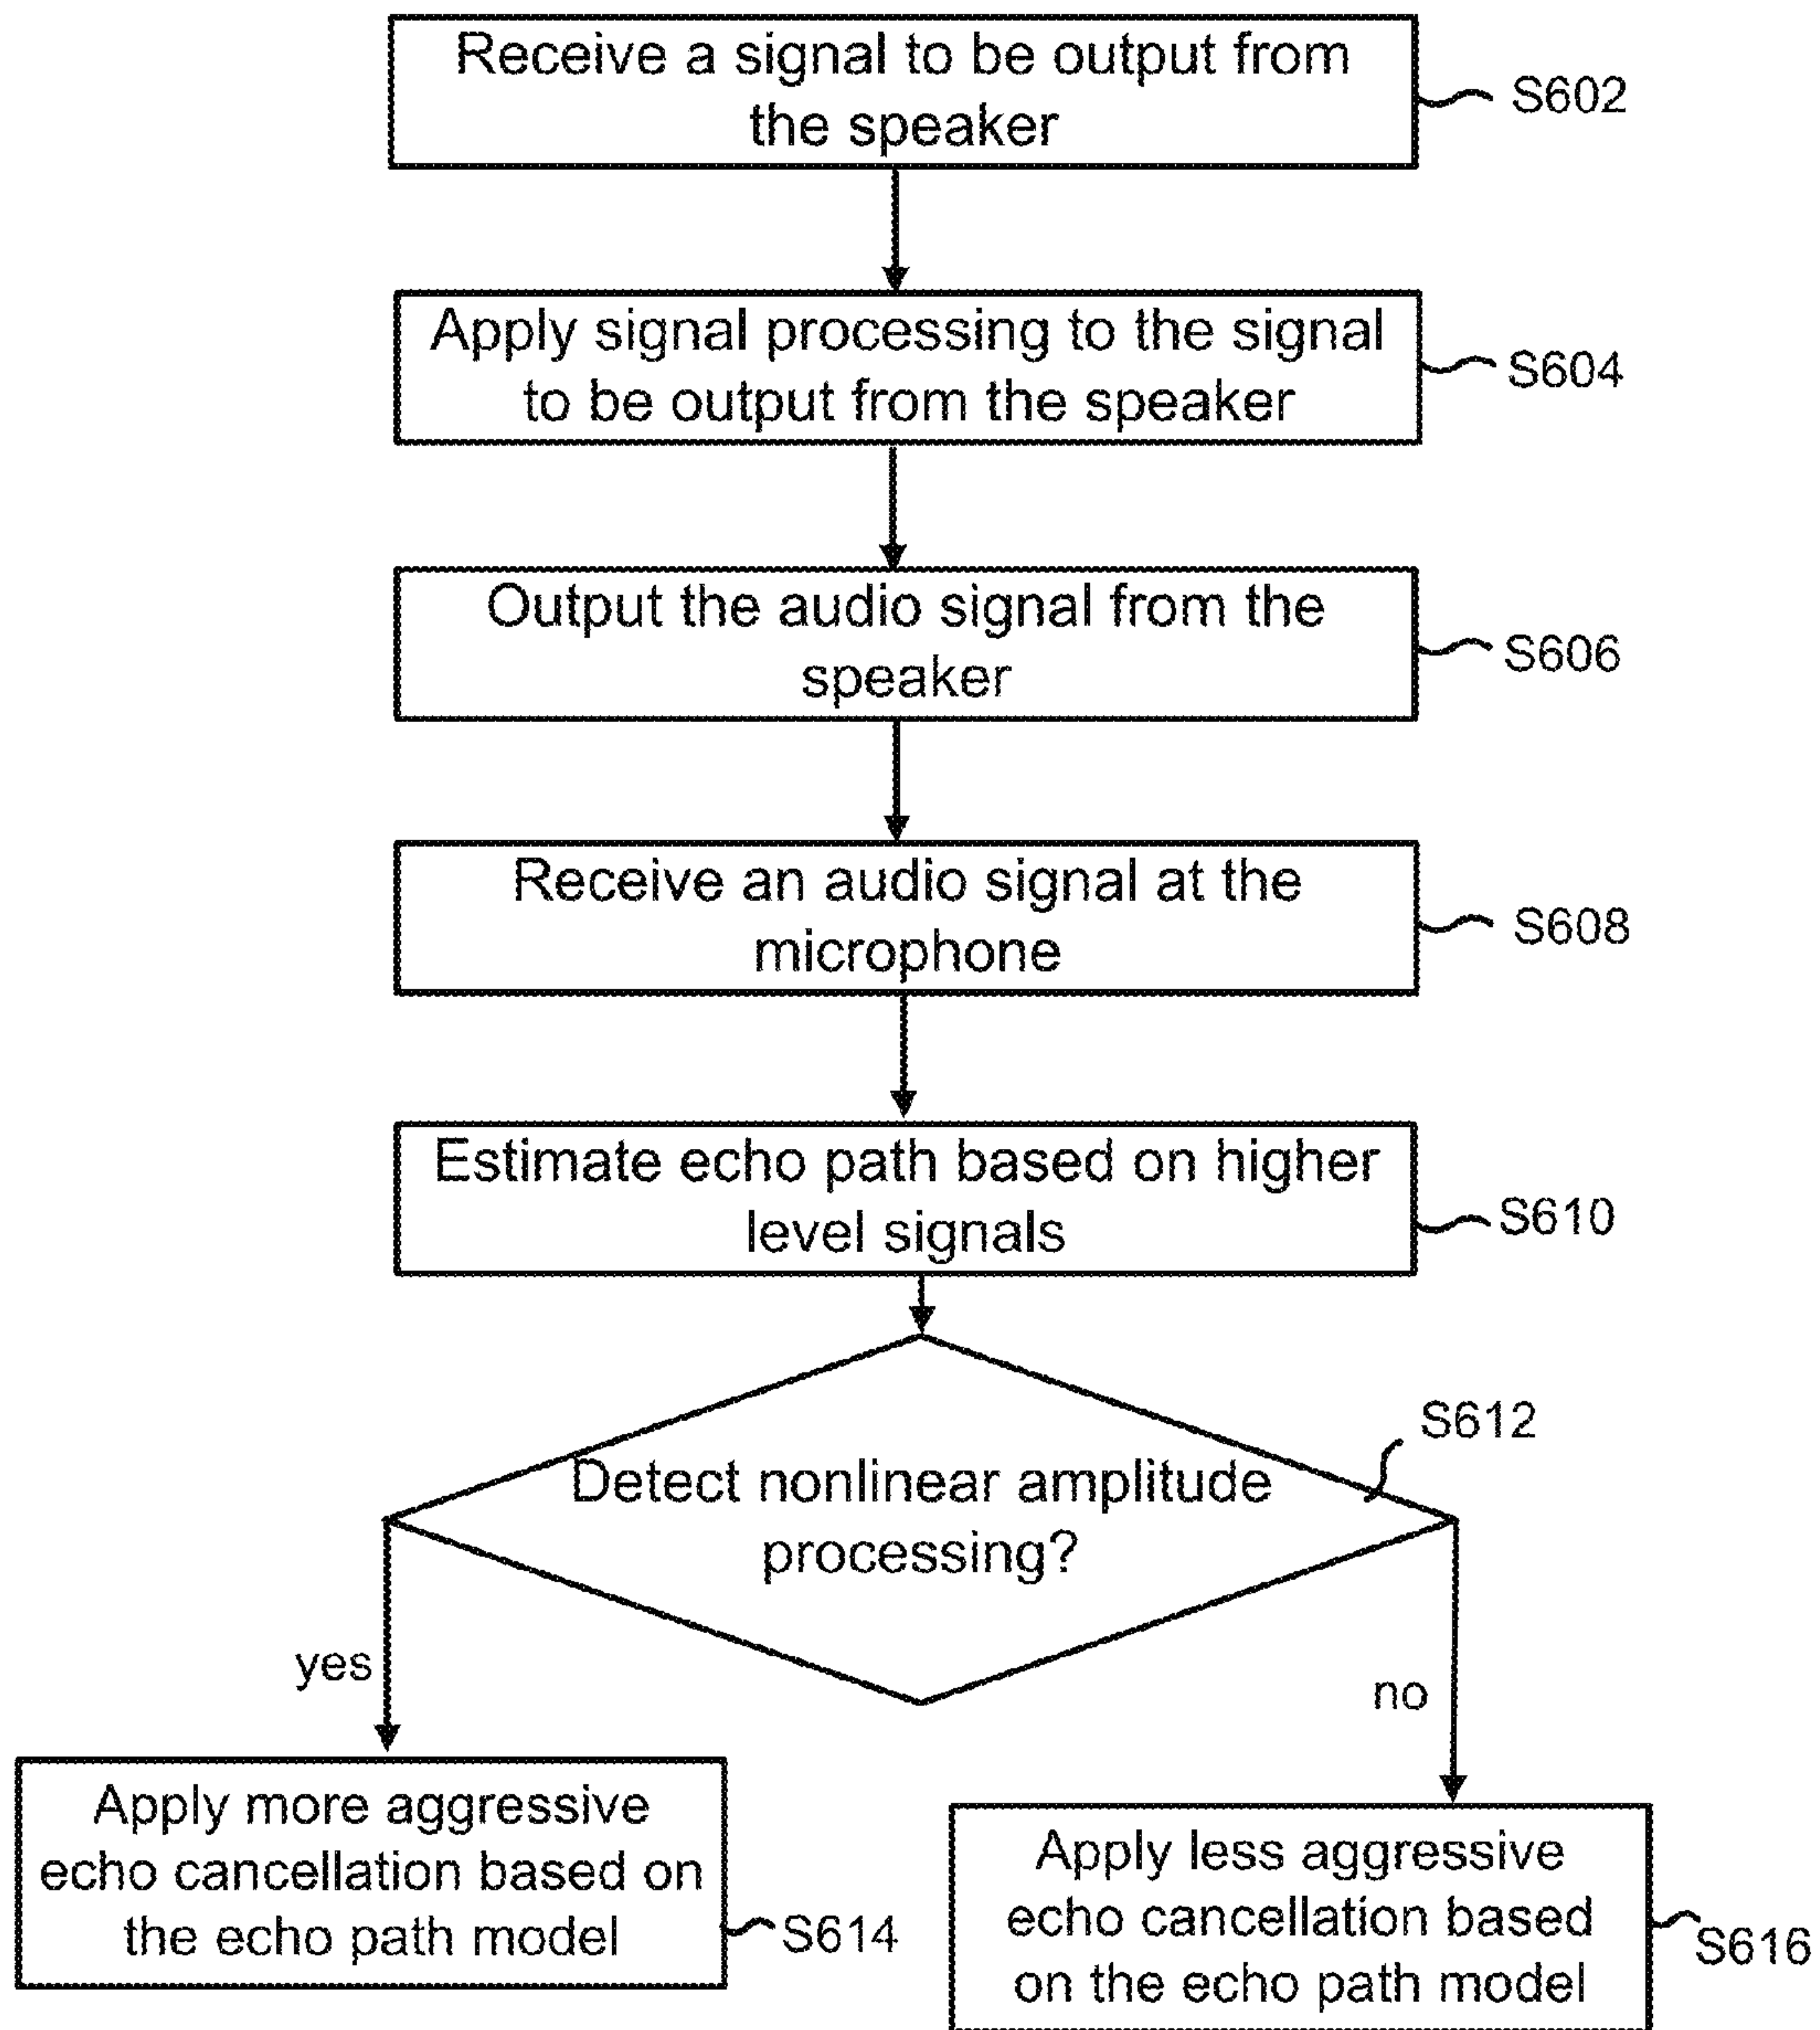 Receive a signal to be output from
the speaker
S602
Apply signal processing to the signal
to be output from the speaker
S604
Output the audio signal from the
speaker
S606
Receive an audio signal at the
microphone
S608
Estimate echo path based on higher
level signals
S610
S612
Detect nonlinear amplitude
processing?
yes
no
Apply more aggressive
echo cancellation based on
the echo path model
S614
Apply less aggressive
echo cancellation based
on the echo path model
S616